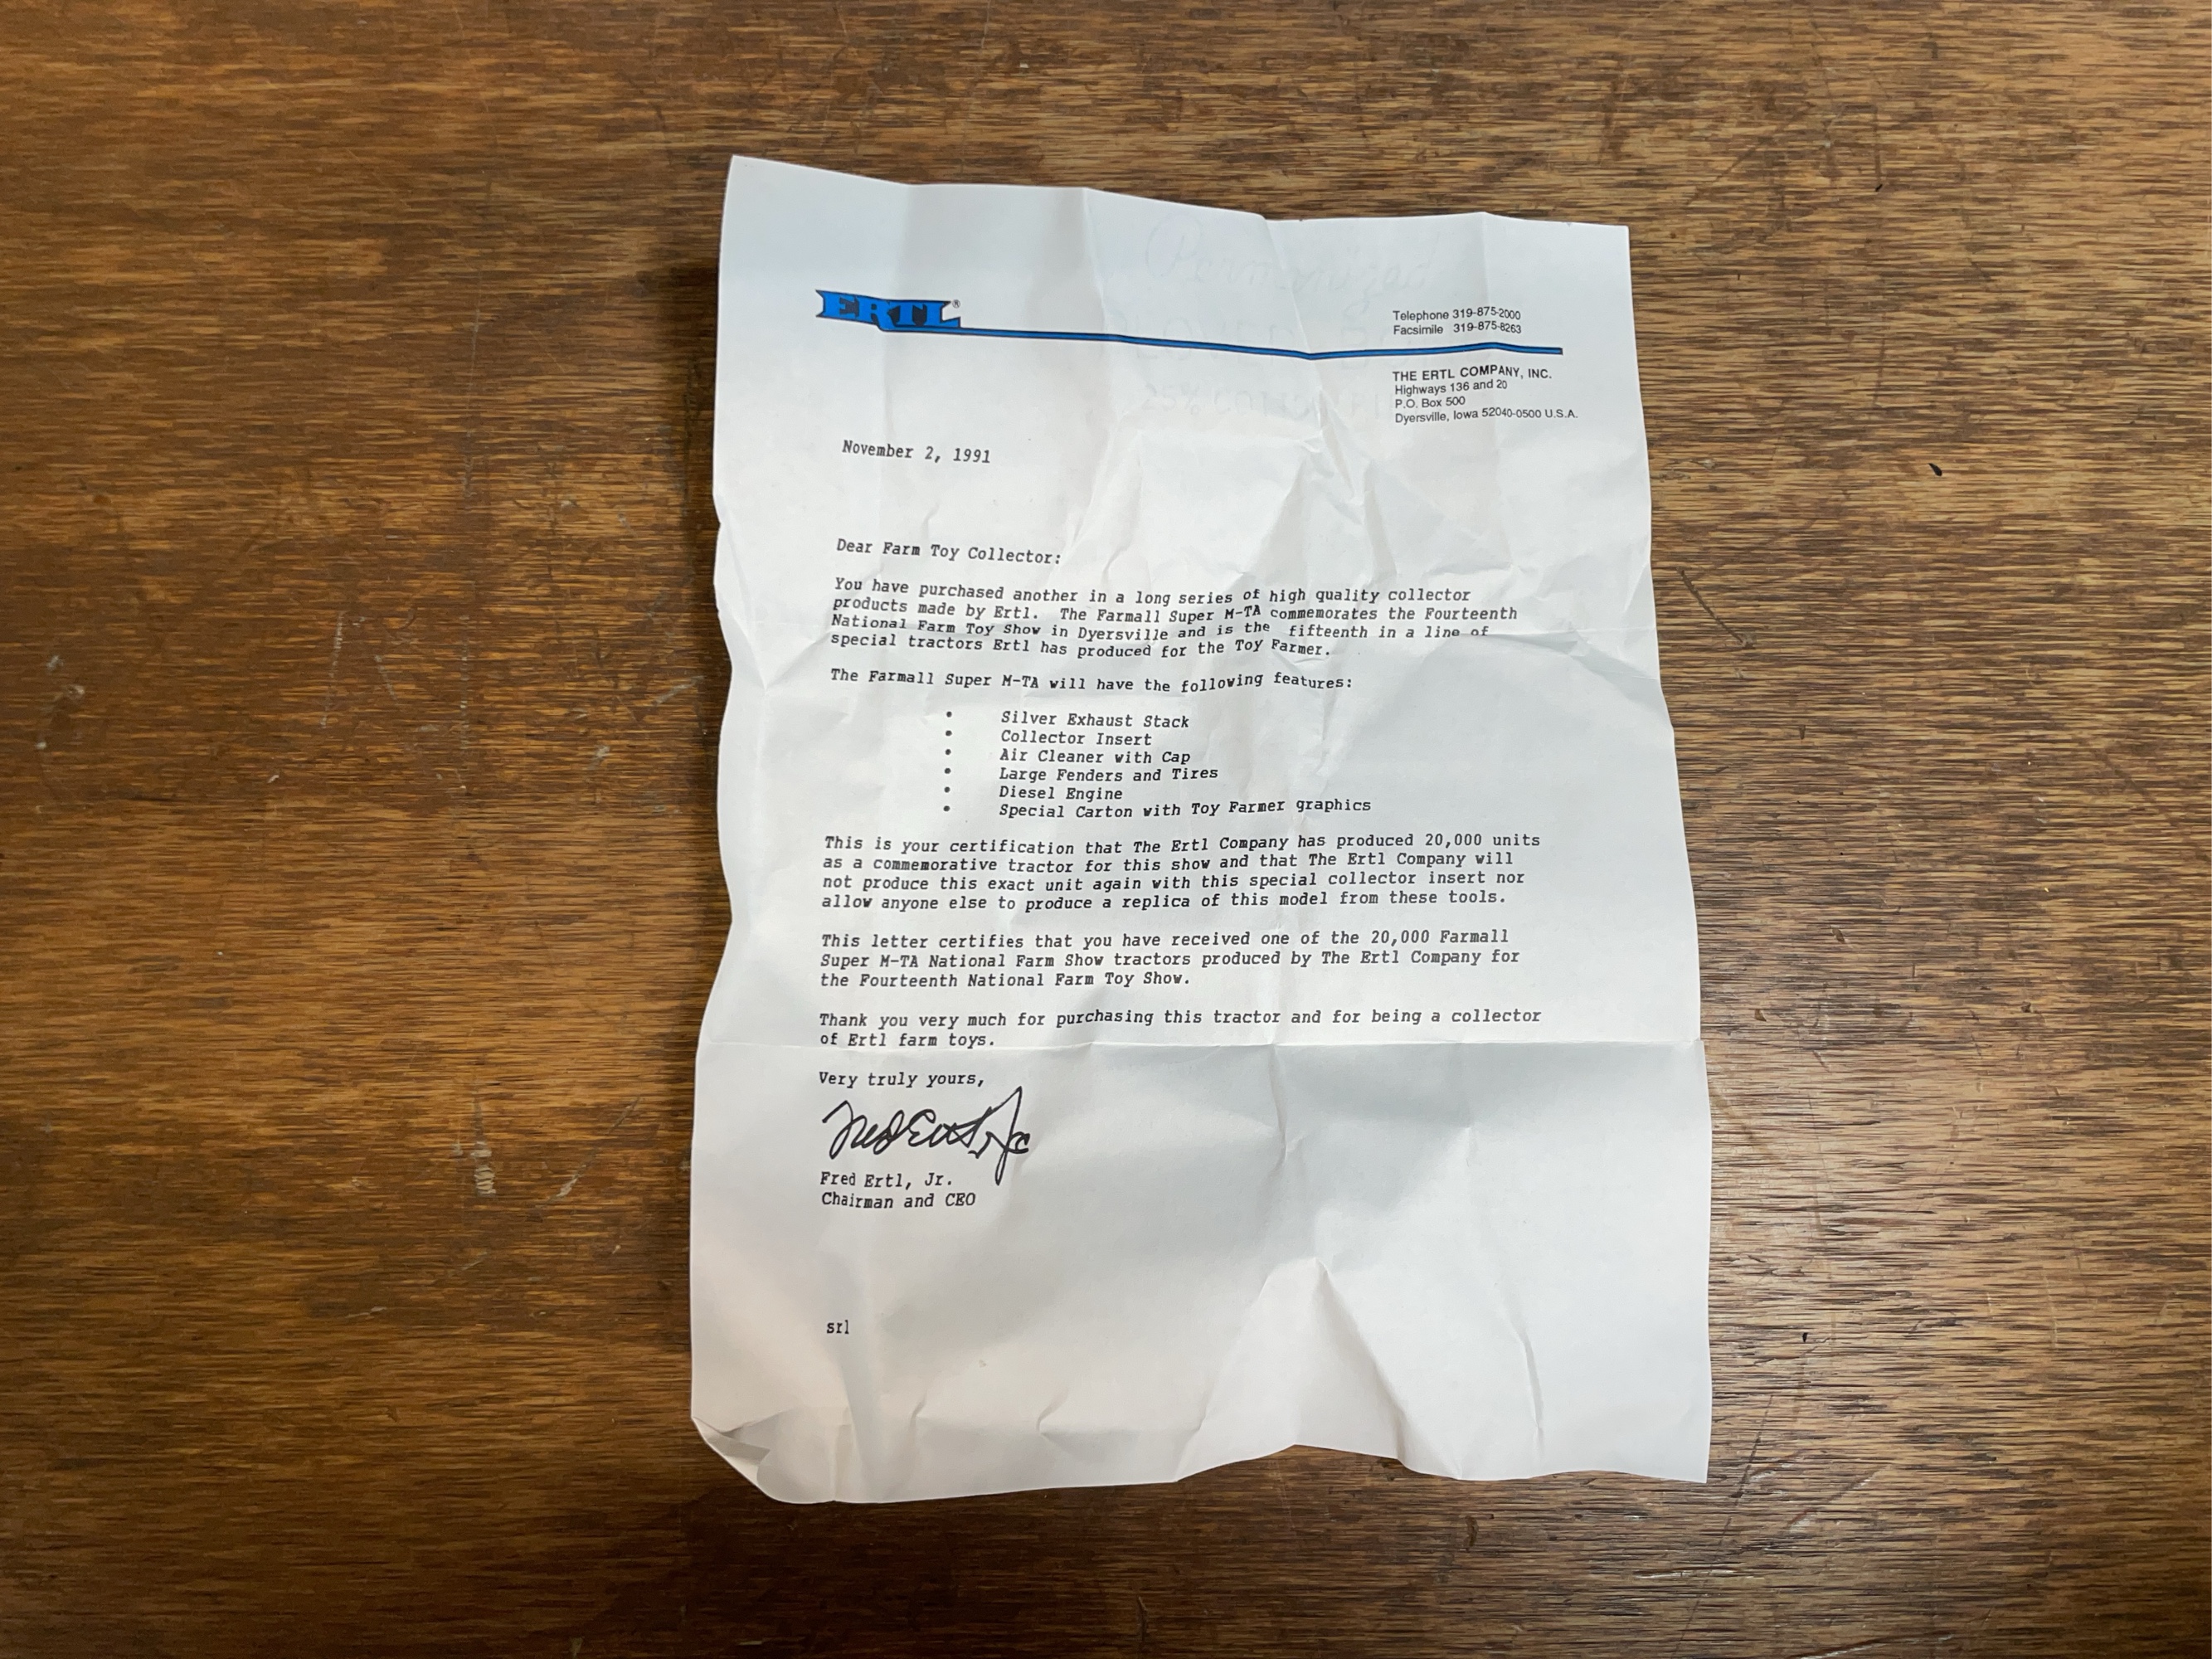 Permanized
25% COTTON
ERTL®
Telephone 319-875-2000
Facsimile 319-875-8263
THE ERTL COMPANY, INC.
Highways 136 and 20
P.O. Box 500
Dyersville, Iowa 52040-0500 U.S.A.
November 2, 1991
Dear Farm Toy Collector:
You have purchased another in a long series of high quality collector
products made by Ertl. The Farmall Super M-TA commemorates the Fourteenth
National Farm Toy Show in Dyersville and is the fifteenth in a line of
special tractors Ertl has produced for the Toy Farmer.
The Farmall Super M-TA will have the following features:
• Silver Exhaust Stack
• Collector Insert
• Air Cleaner with Cap
• Large Fenders and Tires
• Diesel Engine
• Special Carton with Toy Farmer graphics
This is your certification that The Ertl Company has produced 20,000 units
as a commemorative tractor for this show and that The Ertl Company will
not produce this exact unit again with this special collector insert nor
allow anyone else to produce a replica of this model from these tools.
This letter certifies that you have received one of the 20,000 Farmall
Super M-TA National Farm Show tractors produced by The Ertl Company for
the Fourteenth National Farm Toy Show.
Thank you very much for purchasing this tractor and for being a collector
of Ertl farm toys.
Very truly yours,
Fred Ertl Jr
Fred Ertl, Jr.
Chairman and CEO
srl